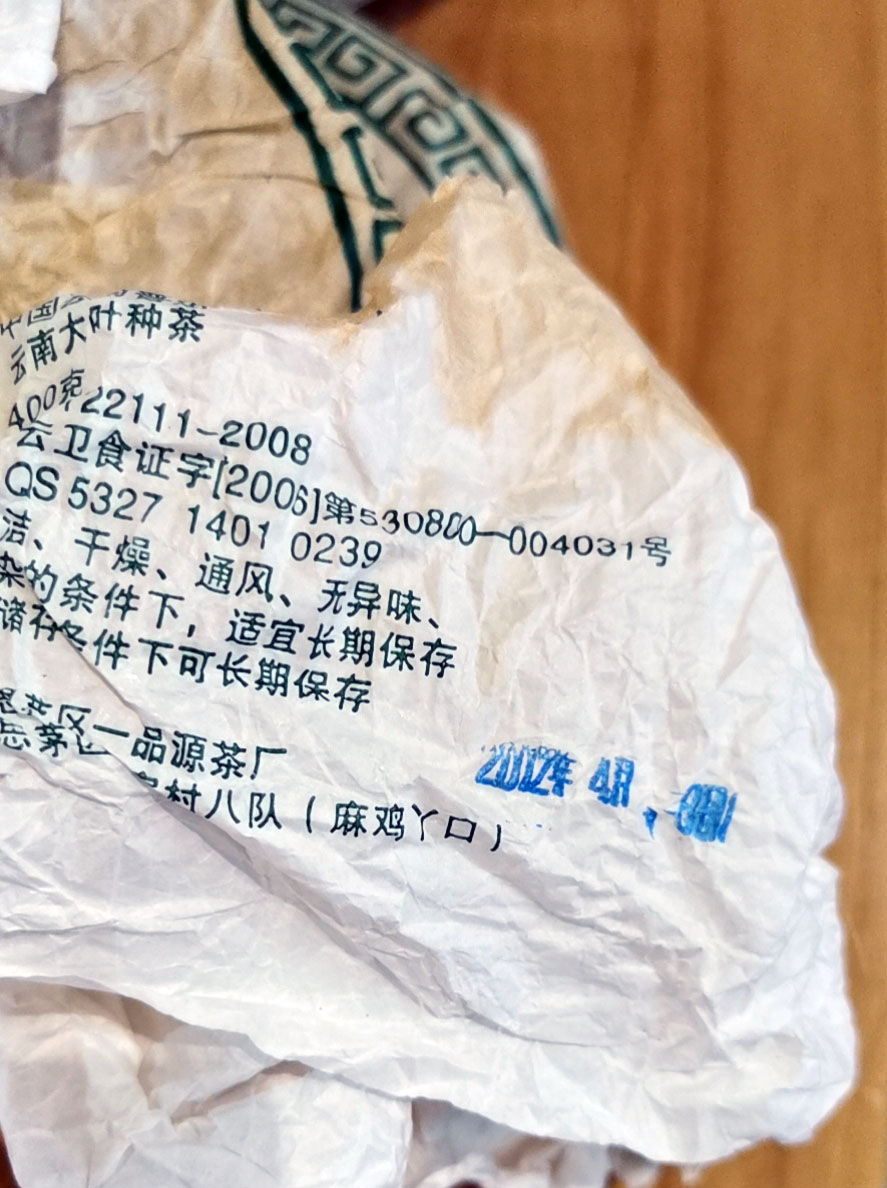 云南大叶种茶
400克
22111-2008
云卫食证字[2006]第530800—004031号
QS 5327 1401 0239
洁、干燥、通风、无异味、
杂的条件下，适宜长期保存
储存条件下可长期保存
思茅区一品源茶厂
村八队（麻鸡丫口）
2012年 4月